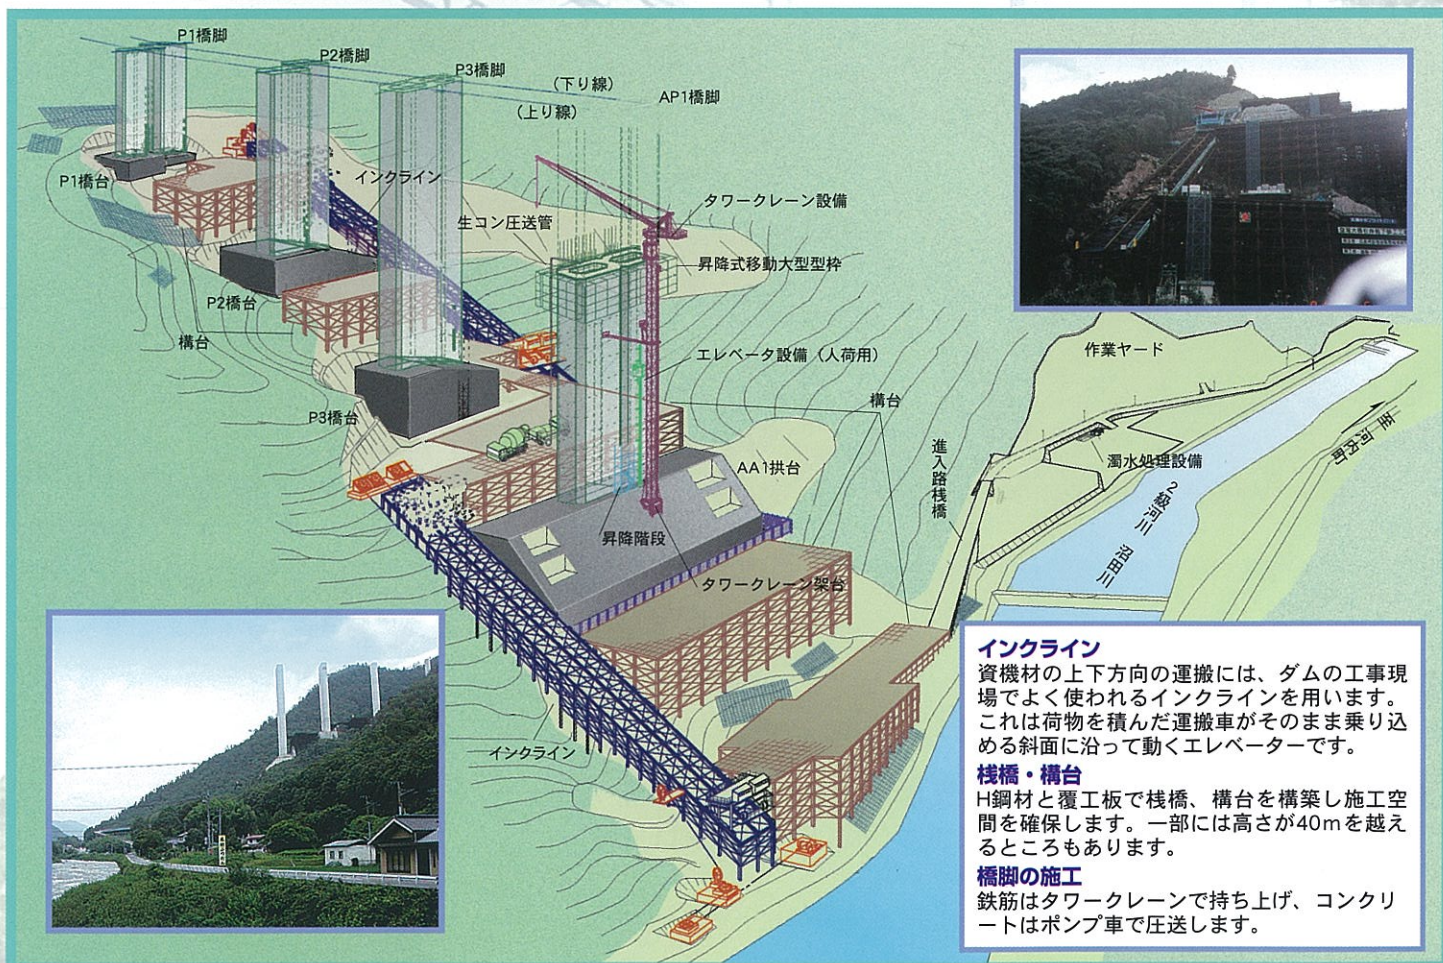 P1橋脚
P2橋脚
P3橋脚
(下り線)
(上り線)
AP1橋脚
P1橋台
インクライン
生コン圧送管
タワークレーン設備
昇降式移動大型型枠
P2橋台
構台
エレベータ設備（人荷用）
作業ヤード
構台
P3橋台
進入路桟橋
濁水処理設備
至河内町
2級河川 沼田川
AA1拱台
昇降階段
タワークレーン架台
インクライン
インクライン
資機材の上下方向の運搬には、ダムの工事現
場でよく使われるインクラインを用います。
これは荷物を積んだ運搬車がそのまま乗り込
める斜面に沿って動くエレベーターです。
桟橋・構台
H鋼材と覆工板で桟橋、構台を構築し施工空
間を確保します。一部には高さが40mを越え
るところもあります。
橋脚の施工
鉄筋はタワークレーンで持ち上げ、コンクリ
ートはポンプ車で圧送します。